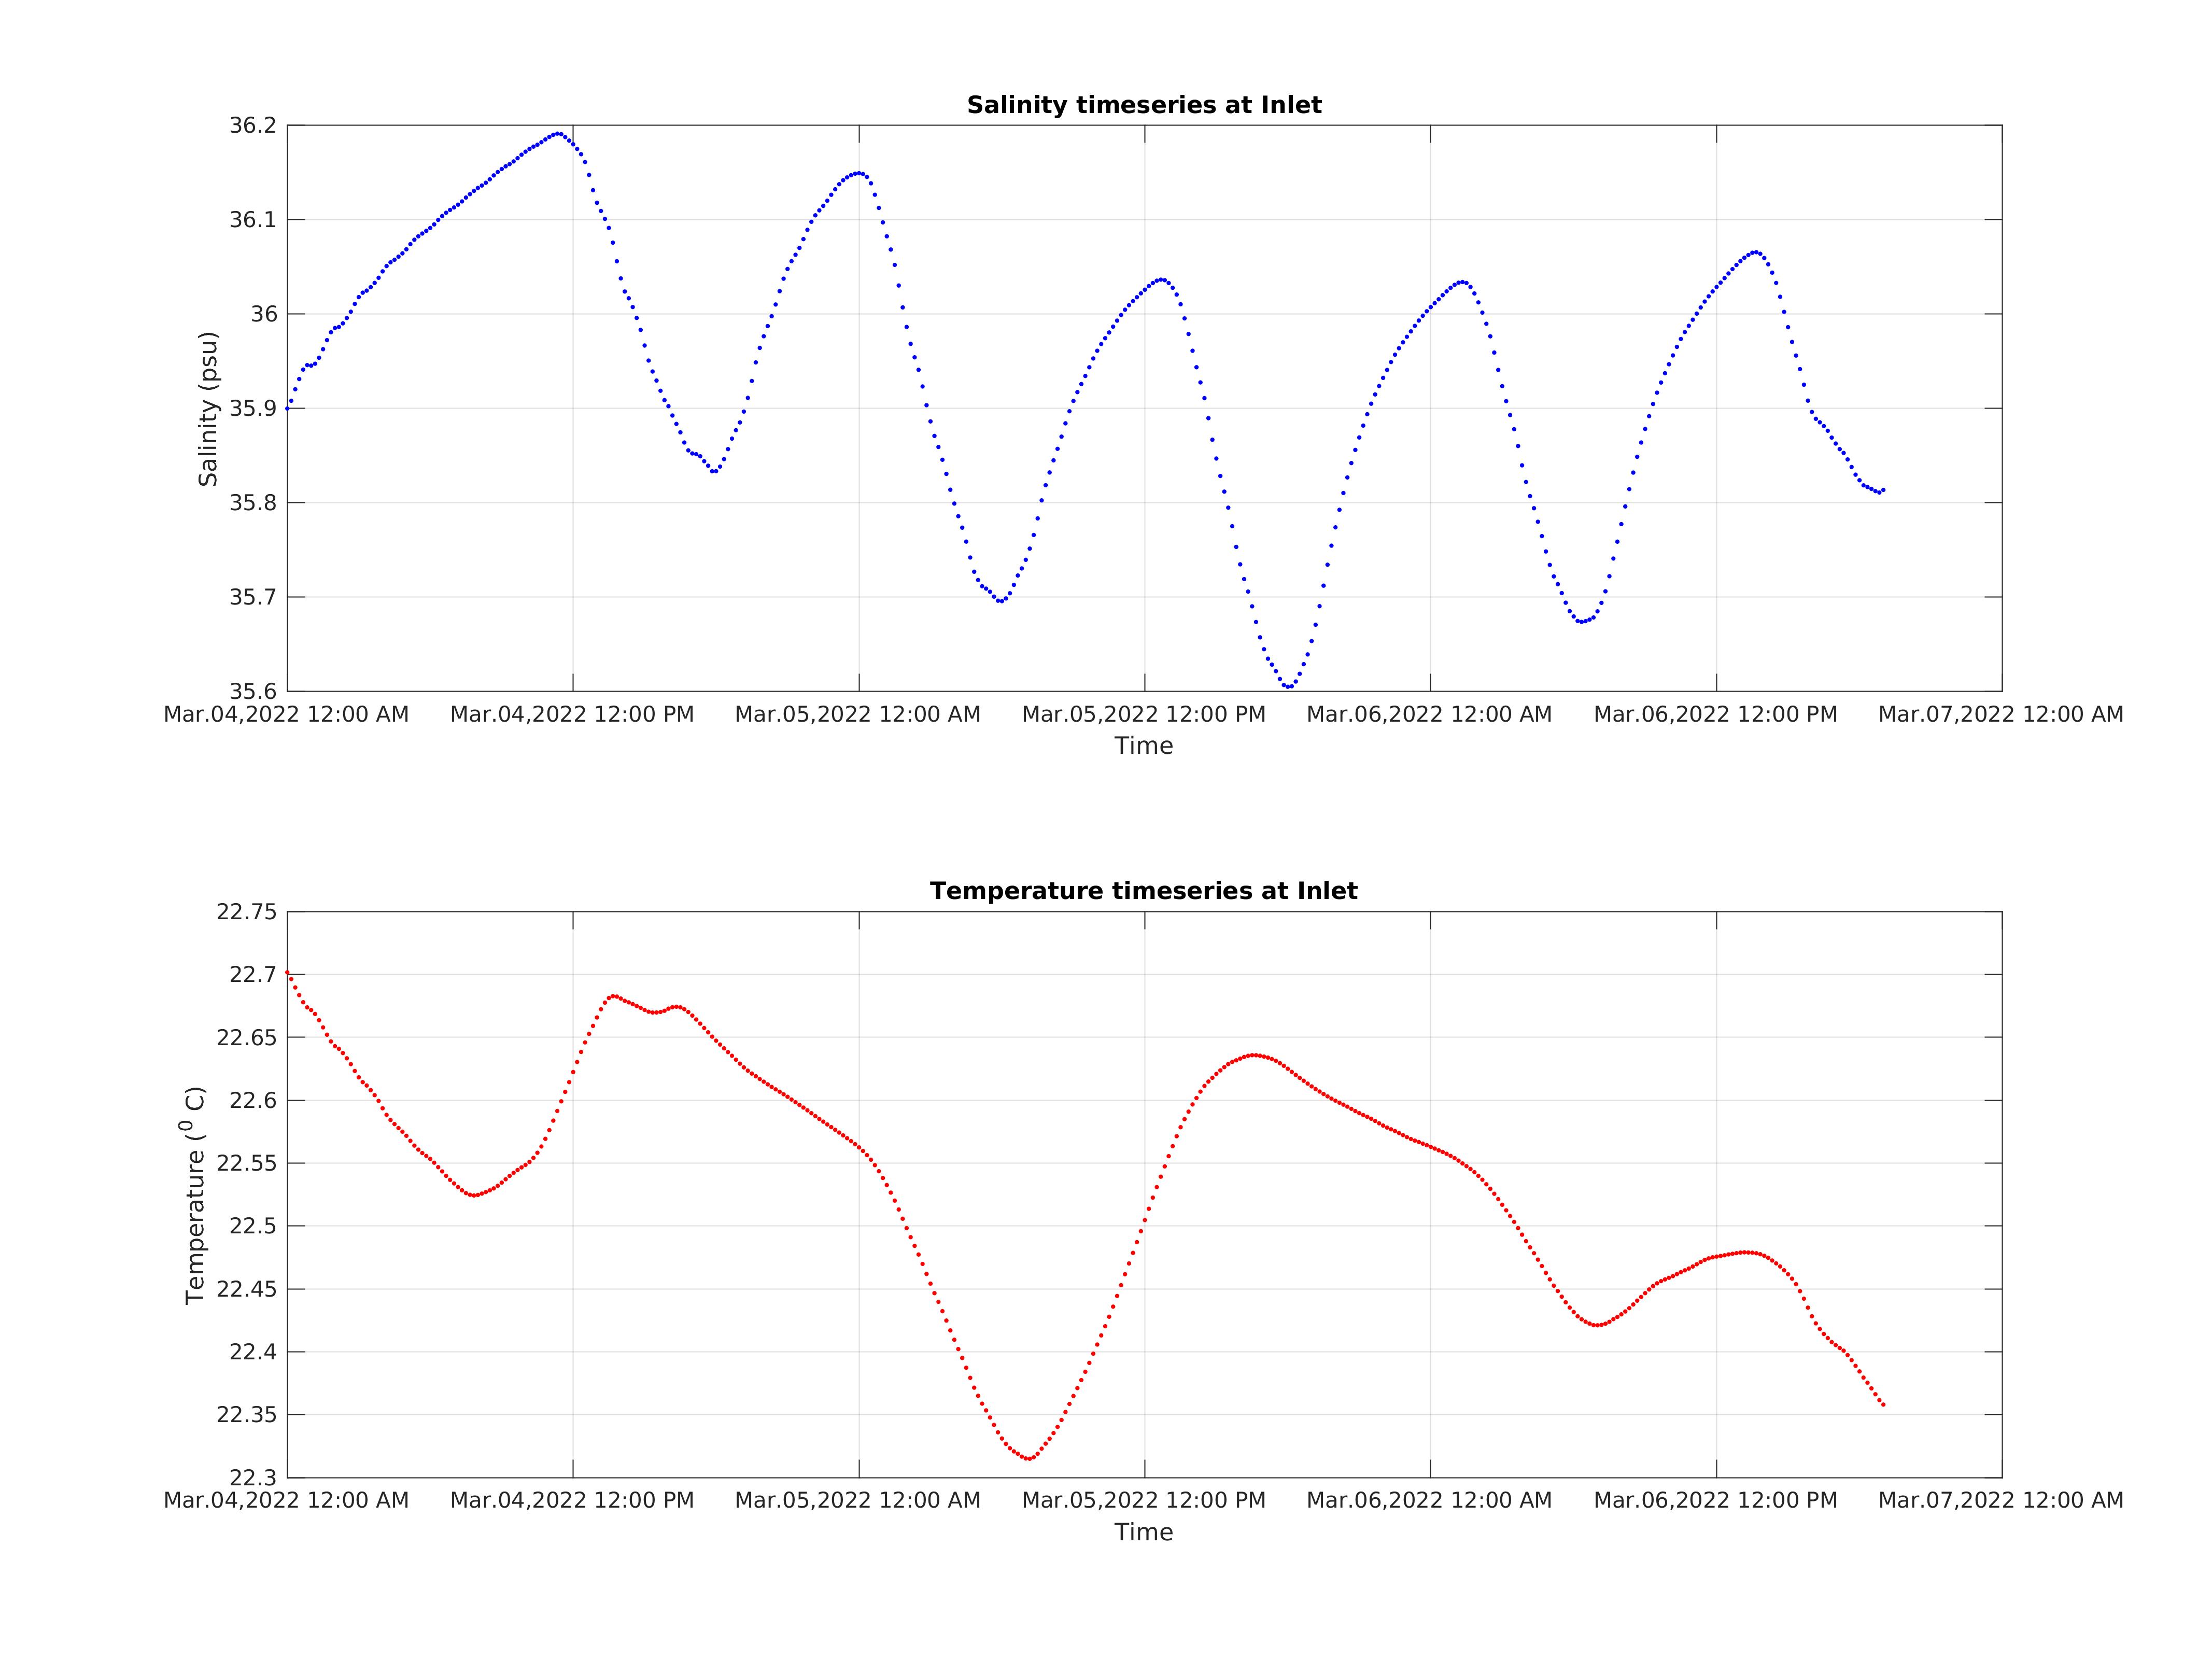 Salinity timeseries at Inlet
36.2
36.1
36
35.9
35.8
35.7
35.6
Salinity (psu)
Mar.04,2022 12:00 AM Mar.04,2022 12:00 PM Mar.05,2022 12:00 AM Mar.05,2022 12:00 PM Mar.06,2022 12:00 AM Mar.06,2022 12:00 PM Mar.07,2022 12:00 AM
Time
Temperature timeseries at Inlet
22.75
22.7
22.65
22.6
22.55
22.5
22.45
22.4
22.35
22.3
Temperature (⁰ C)
Mar.04,2022 12:00 AM Mar.04,2022 12:00 PM Mar.05,2022 12:00 AM Mar.05,2022 12:00 PM Mar.06,2022 12:00 AM Mar.06,2022 12:00 PM Mar.07,2022 12:00 AM
Time